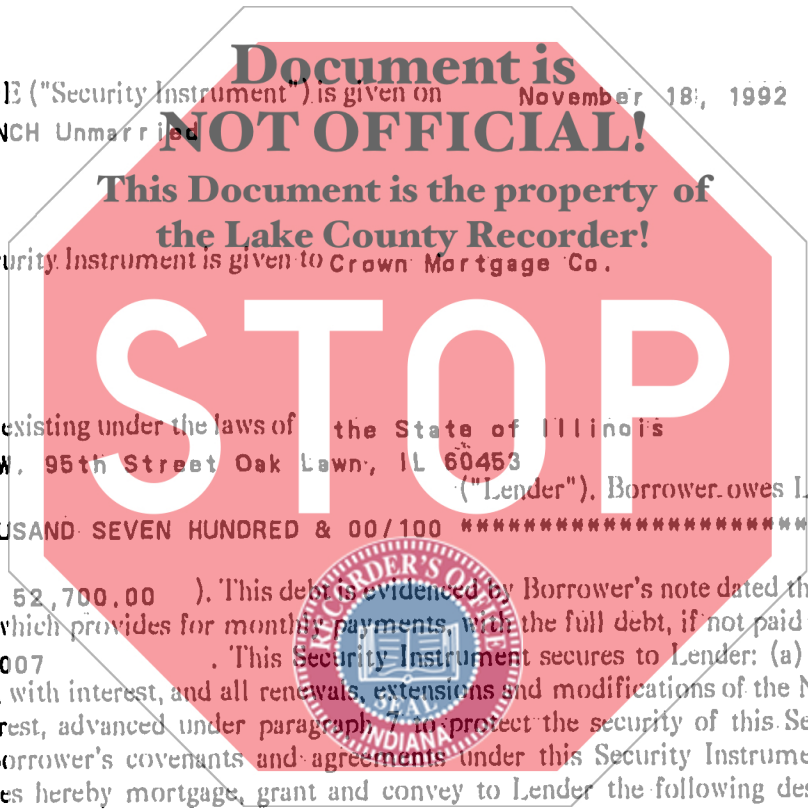 Document is
E ("Security Instrument") is given on November 18, 1992
NCH Unmarried
NOT OFFICIAL!
This Document is the property of
the Lake County Recorder!
urity Instrument is given to Crown Mortgage Co.
STOP
existing under the laws of the State of Illinois
W. 95th Street Oak Lawn, IL 60453
("Lender"). Borrower owes L
USAND SEVEN HUNDRED & 00/100 **********************
52,700.00 ). This debt is evidenced by Borrower's note dated th
which provides for monthly payments, with the full debt, if not paid
007 . This Security Instrument secures to Lender: (a)
with interest, and all renewals, extensions and modifications of the N
rest, advanced under paragraph 7 to protect the security of this Se
orrower's covenants and agreements under this Security Instrume
es hereby mortgage, grant and convey to Lender the following des
RECORDER'S OFFICE
SEAL
INDIANA